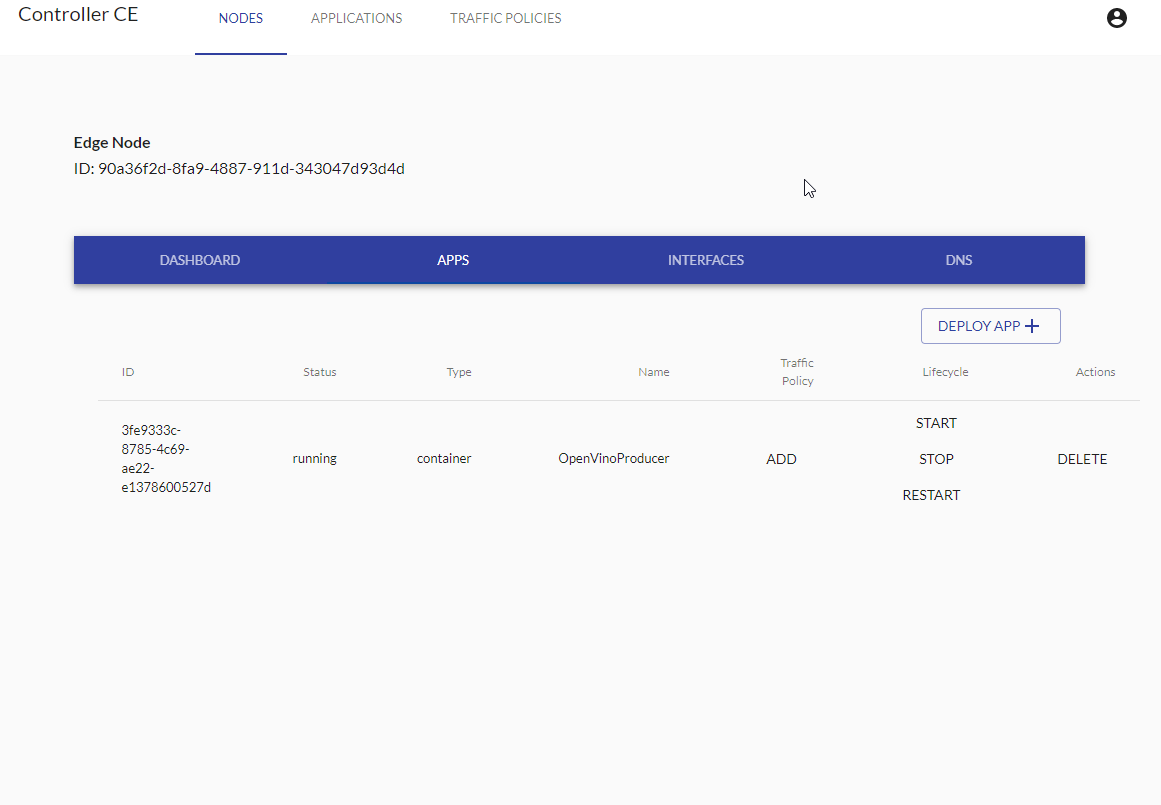 Controller CE
NODES
APPLICATIONS
TRAFFIC POLICIES
Edge Node
ID: 90a36f2d-8fa9-4887-911d-343047d93d4d
DASHBOARD
APPS
INTERFACES
DNS
DEPLOY APP
ID
Status
Type
Name
Traffic
Policy
Lifecycle
Actions
3fe9333c-
8785-4c69-
ae22-
e1378600527d
running
container
OpenVinoProducer
ADD
START
STOP
RESTART
DELETE